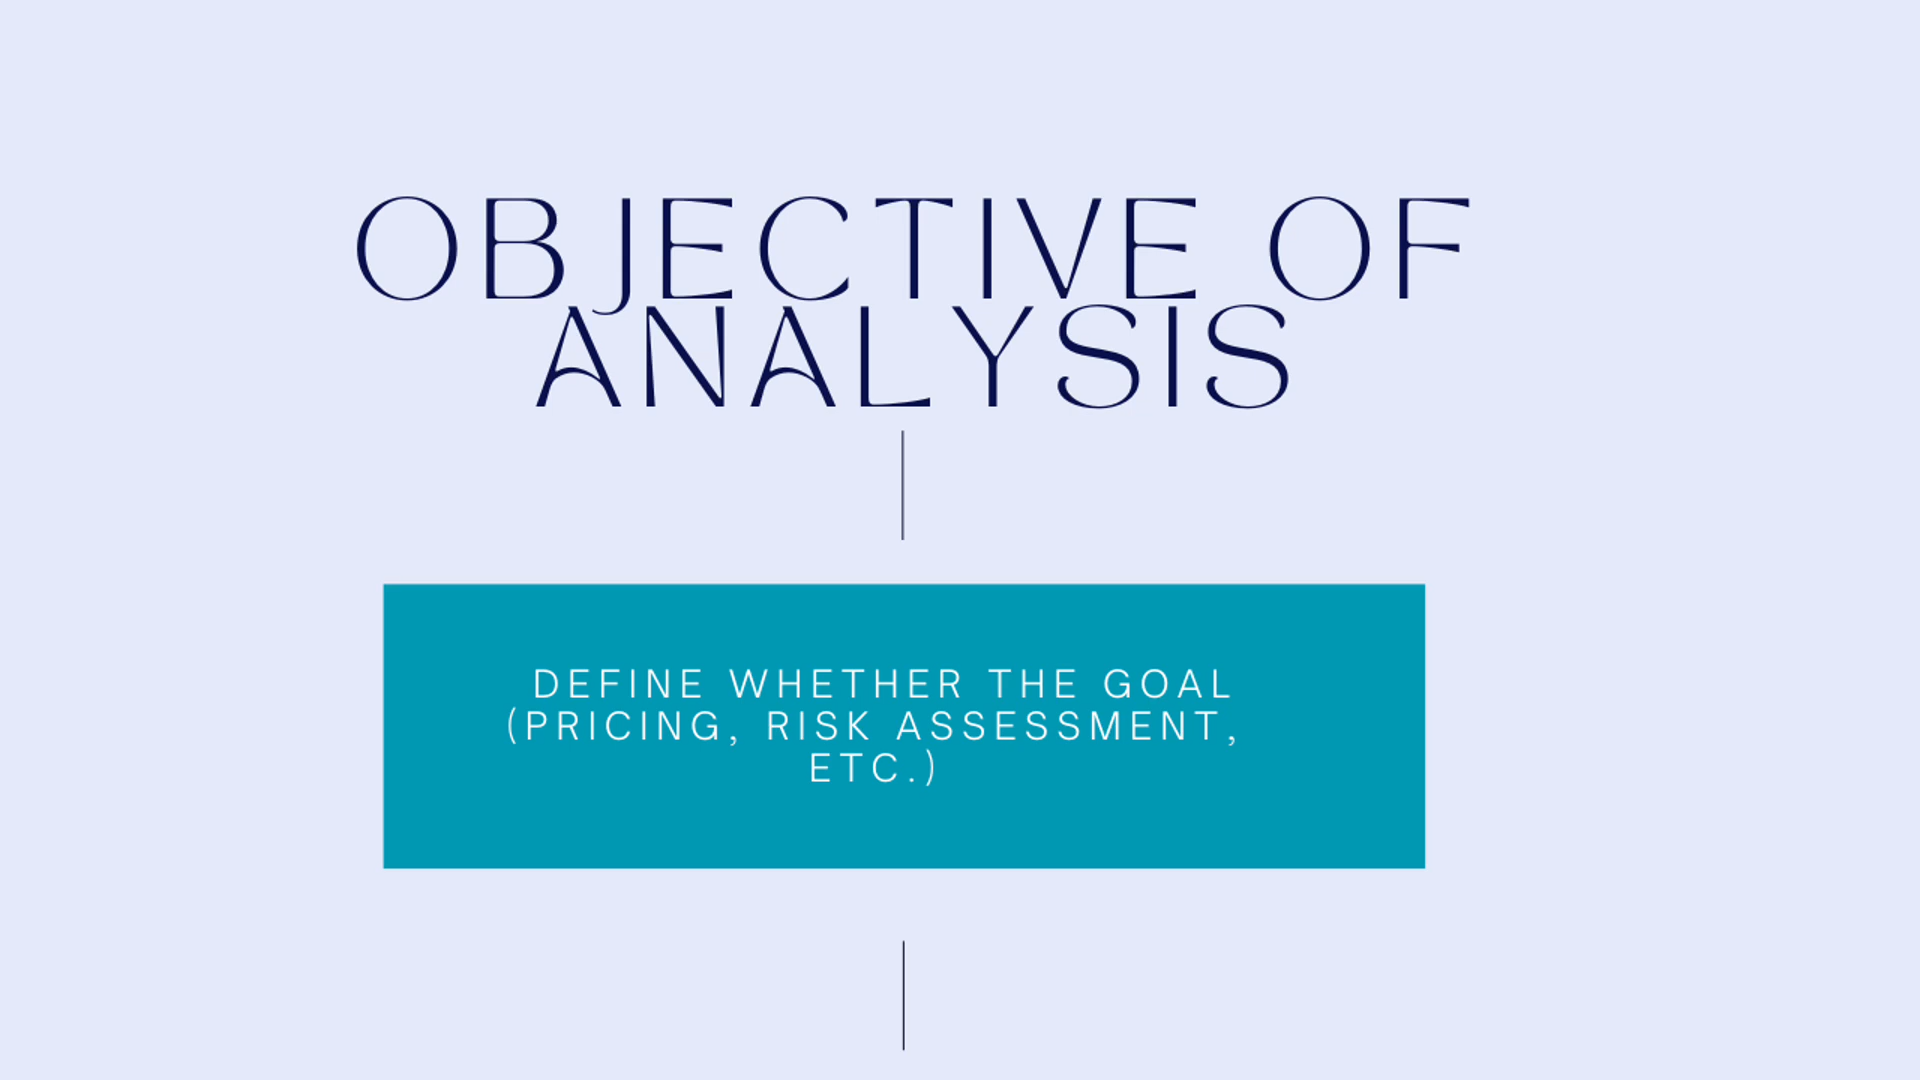 OBJECTIVE OF
ANALYSIS
DEFINE WHETHER THE GOAL
(PRICING, RISK ASSESSMENT,
ETC.)